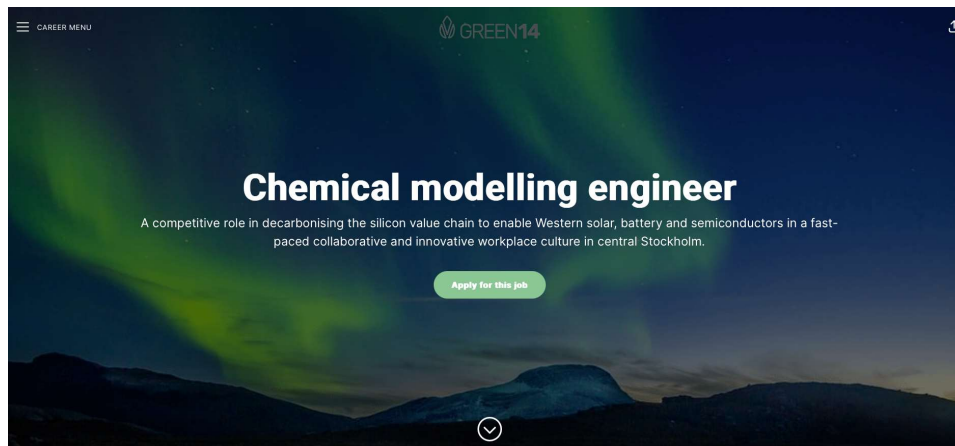 CAREER MENU
GREEN14
Chemical modelling engineer
A competitive role in decarbonising the silicon value chain to enable Western solar, battery and semiconductors in a fast-
paced collaborative and innovative workplace culture in central Stockholm.
Apply for this job